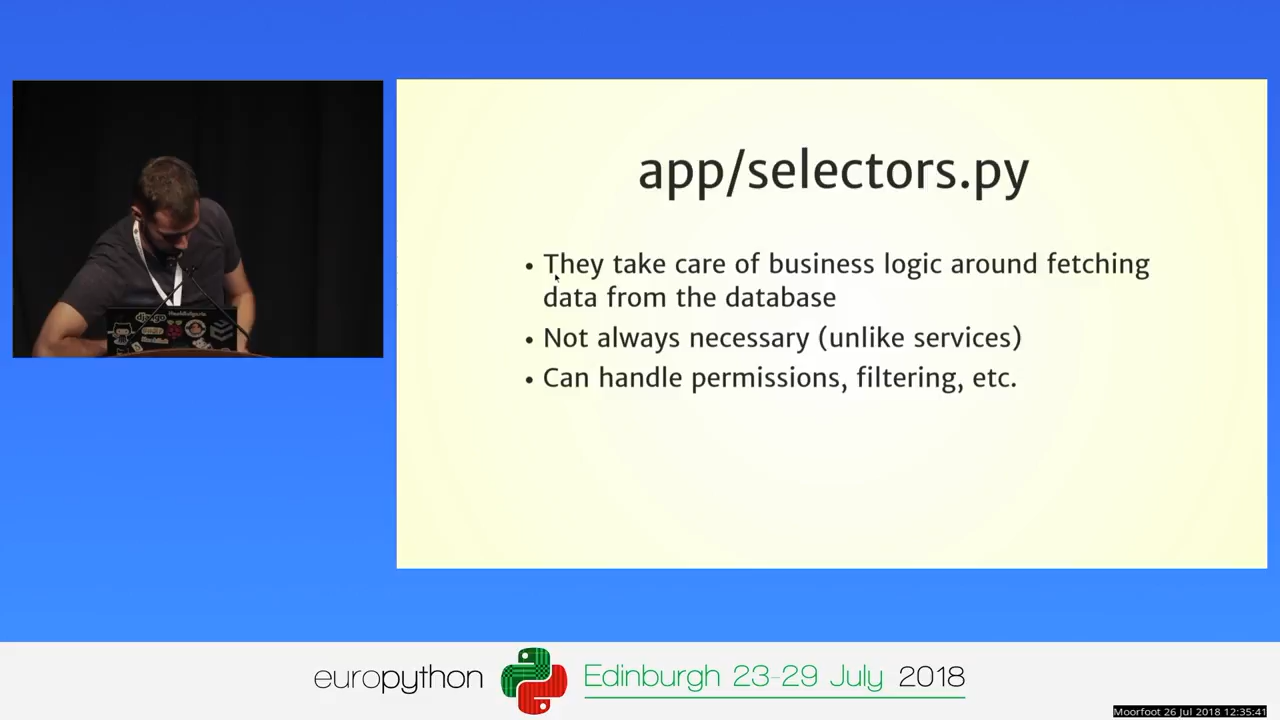 app/selectors.py
• They take care of business logic around fetching
data from the database
• Not always necessary (unlike services)
• Can handle permissions, filtering, etc.
django
europython
Edinburgh 23-29 July 2018
Moorfoot 26 Jul 2018 12:35:41